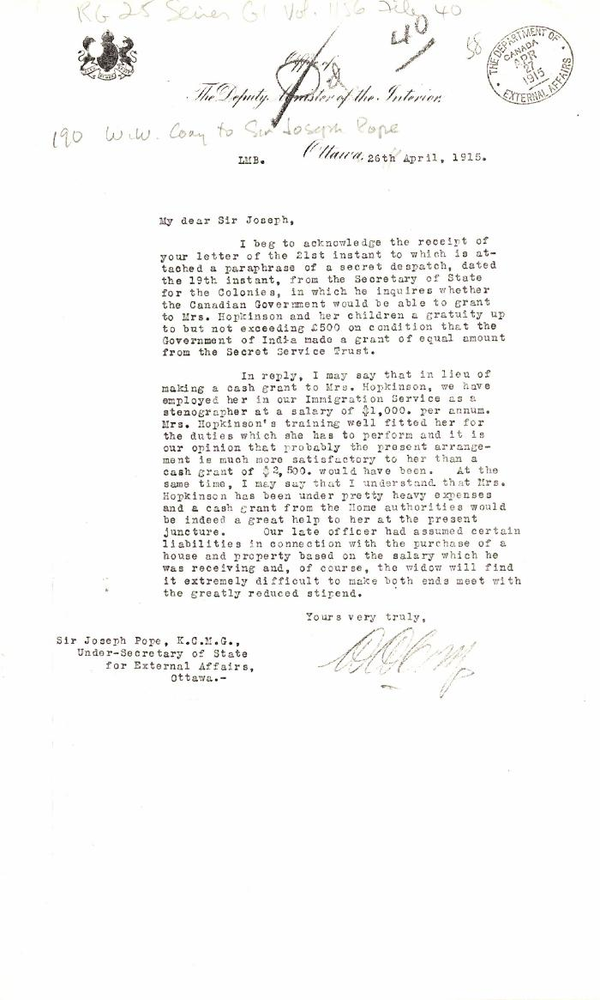 RG 25 Series G1 Vol. 1156 File 40
40
58
THE DEPARTMENT OF
EXTERNAL AFFAIRS
CANADA
APR
27
1915
Office of
The Deputy Minister of the Interior.
190 W.W. Cory to Sir Joseph Pope
LMB. Ottawa, 26th April, 1915.
My dear Sir Joseph,
I beg to acknowledge the receipt of
your letter of the 21st instant to which is at-
tached a paraphrase of a secret despatch, dated
the 19th instant, from the Secretary of State
for the Colonies, in which he inquires whether
the Canadian Government would be able to grant
to Mrs. Hopkinson and her children a gratuity up
to but not exceeding £500 on condition that the
Government of India made a grant of equal amount
from the Secret Service Trust.
In reply, I may say that in lieu of
making a cash grant to Mrs. Hopkinson, we have
employed her in our Immigration Service as a
stenographer at a salary of $1,000. per annum.
Mrs. Hopkinson's training well fitted her for
the duties which she has to perform and it is
our opinion that probably the present arrange-
ment is much more satisfactory to her than a
cash grant of $2,500. would have been. At the
same time, I may say that I understand that Mrs.
Hopkinson has been under pretty heavy expenses
and a cash grant from the Home authorities would
be indeed a great help to her at the present
juncture. Our late officer had assumed certain
liabilities in connection with the purchase of a
house and property based on the salary which he
was receiving and, of course, the widow will find
it extremely difficult to make both ends meet with
the greatly reduced stipend.
Yours very truly,
Sir Joseph Pope, K.C.M.G.,
Under-Secretary of State
for External Affairs,
Ottawa.-